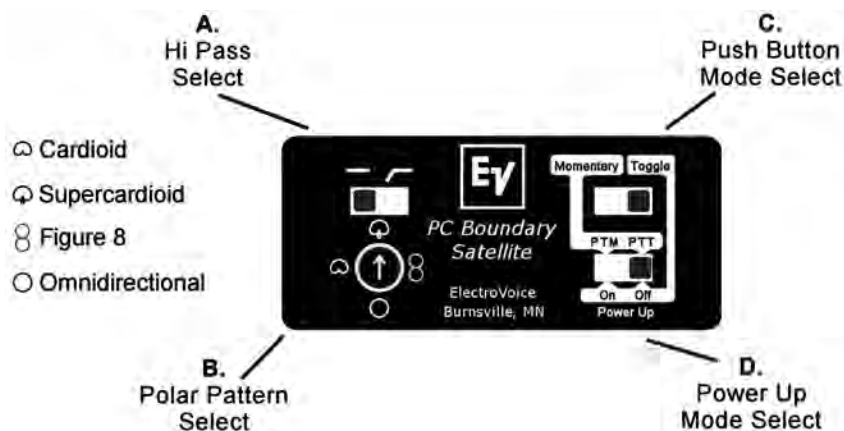 A.
Hi Pass
Select
C.
Push Button
Mode Select
Cardioid
Supercardioid
Figure 8
Omnidirectional
EV
PC Boundary
Satellite
ElectroVoice
Burnsville, MN
Momentary Toggle
PTM PTT
On Off
Power Up
B.
Polar Pattern
Select
D.
Power Up
Mode Select